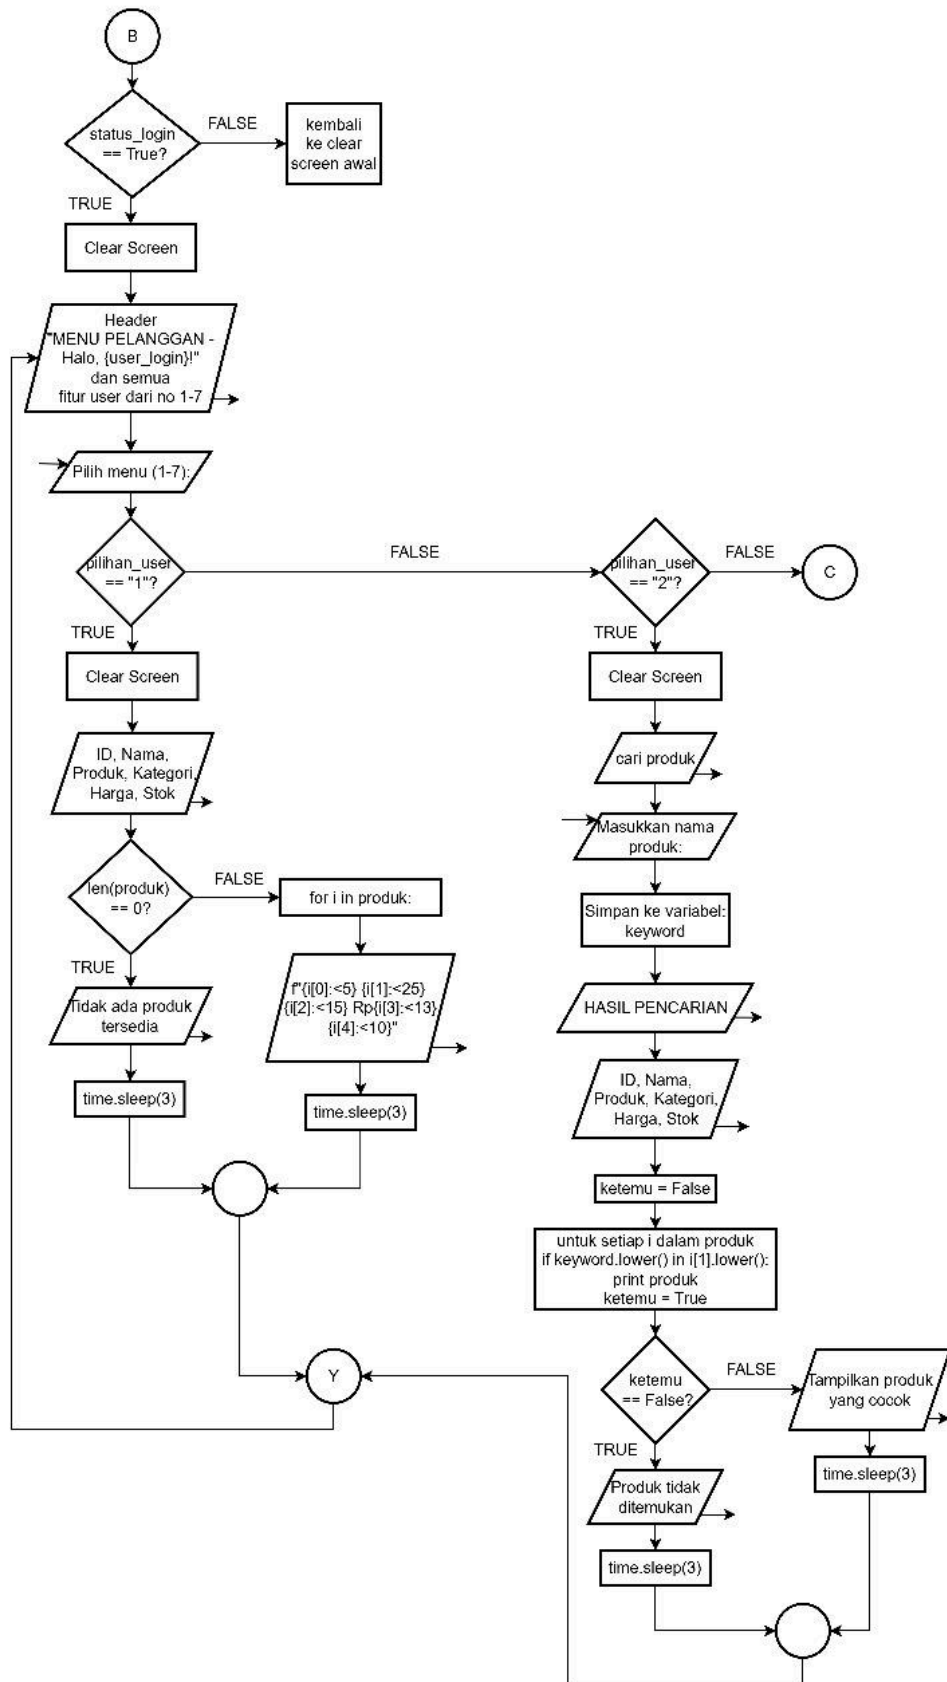 B
status_login
== True?
FALSE
kembali
ke clear
screen awal
TRUE
Clear Screen
Header
"MENU PELANGGAN -
Halo, {user_login}!"
dan semua
fitur user dari no 1-7
Pilih menu (1-7):
pilihan_user
== "1"?
FALSE
pilihan_user
== "2"?
FALSE
C
TRUE
Clear Screen
ID, Nama,
Produk, Kategori,
Harga, Stok
len(produk)
== 0?
FALSE
for i in produk:
f"{i[0]:<5} {i[1]:<25}
{i[2]:<15} Rp{i[3]:<13}
{i[4]:<10}"
time.sleep(3)
TRUE
Tidak ada produk
tersedia
time.sleep(3)
TRUE
Clear Screen
cari produk
Masukkan nama
produk:
Simpan ke variabel:
keyword
HASIL PENCARIAN
ID, Nama,
Produk, Kategori,
Harga, Stok
ketemu = False
untuk setiap i dalam produk
if keyword.lower() in i[1].lower():
print produk
ketemu = True
ketemu
== False?
FALSE
Tampilkan produk
yang cocok
time.sleep(3)
TRUE
Produk tidak
ditemukan
time.sleep(3)
Y